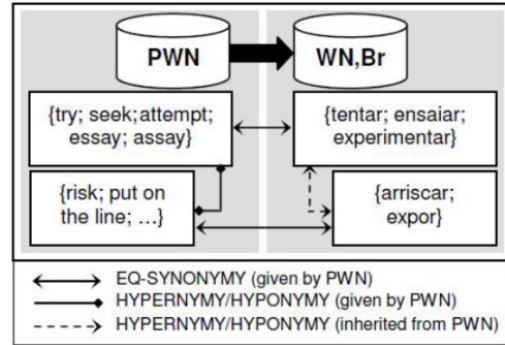 PWN
WN,Br
{try; seek;attempt;
essay; assay}
{tentar; ensaiar;
experimentar}
{risk; put on
the line; ...}
{arriscar;
expor}
EQ-SYNONYMY (given by PWN)
HYPERNYMY/HYPONYMY (given by PWN)
HYPERNYMY/HYPONYMY (inherited from PWN)